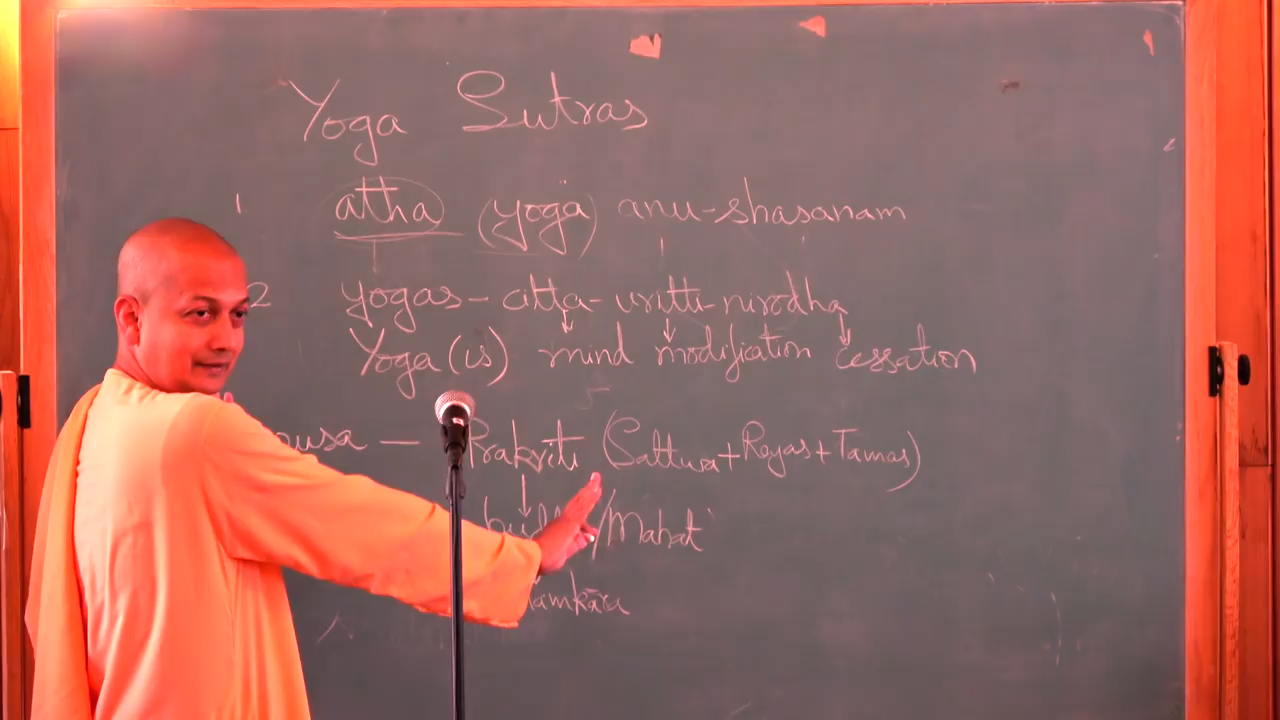 Yoga Sutras
1 atha (yoga) anu-shasanam
2 yogas-citta-vritti-nirodha
Yoga (is) mind modification cessation
Prakriti (Sattva+Rajas+Tamas)
/Mahat